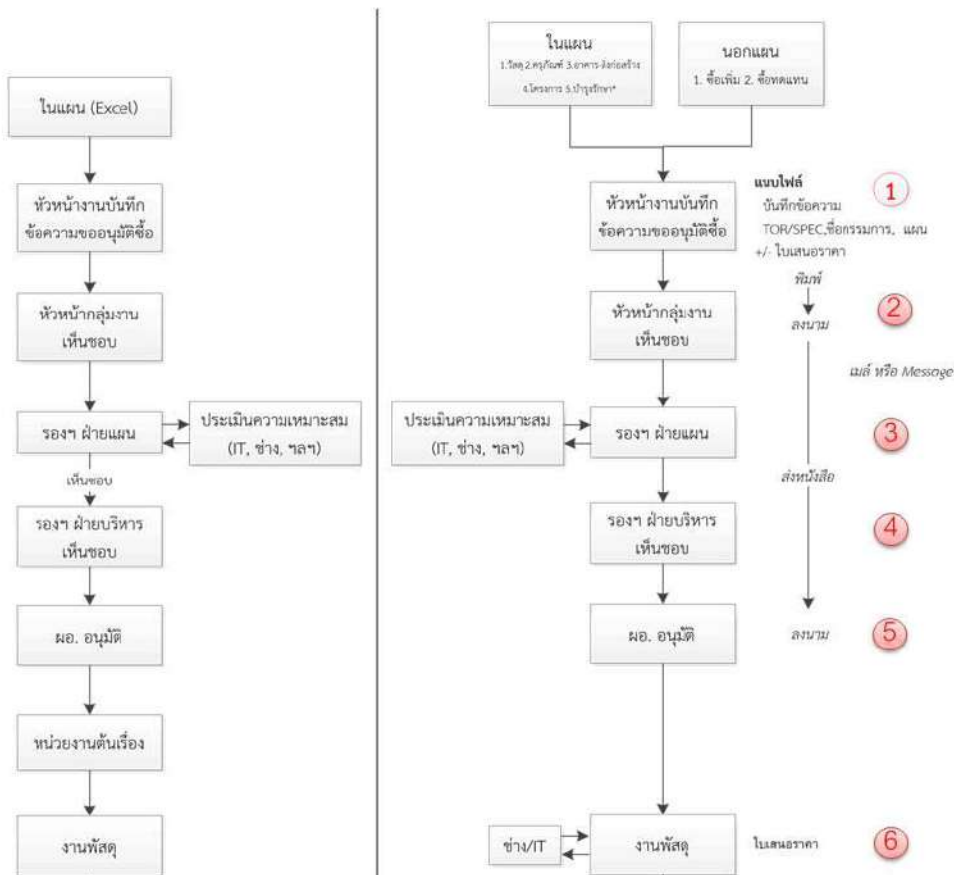 ในแผน (Excel)
หัวหน้างานบันทึก
ข้อความขออนุมัติซื้อ
หัวหน้ากลุ่มงาน
เห็นชอบ
รองฯ ฝ่ายแผน
ประเมินความเหมาะสม
(IT, ช่าง, ฯลฯ)
เห็นชอบ
รองฯ ฝ่ายบริหาร
เห็นชอบ
ผอ. อนุมัติ
หน่วยงานต้นเรื่อง
งานพัสดุ
ในแผน
1.วัสดุ 2.ครุภัณฑ์ 3.อาคาร-สิ่งก่อสร้าง
4.โครงการ 5.บำรุงรักษา*
นอกแผน
1. ซื้อเพิ่ม 2. ซื้อทดแทน
หัวหน้างานบันทึก
ข้อความขออนุมัติซื้อ
แนบไฟล์
1
บันทึกข้อความ
TOR/SPEC,ชื่อกรรมการ, แผน
+/- ใบเสนอราคา
พิมพ์
หัวหน้ากลุ่มงาน
เห็นชอบ
ลงนาม
2
เมล์ หรือ Message
ประเมินความเหมาะสม
(IT, ช่าง, ฯลฯ)
รองฯ ฝ่ายแผน
3
ส่งหนังสือ
รองฯ ฝ่ายบริหาร
เห็นชอบ
4
ผอ. อนุมัติ
ลงนาม
5
ช่าง/IT
งานพัสดุ
ใบเสนอราคา
6